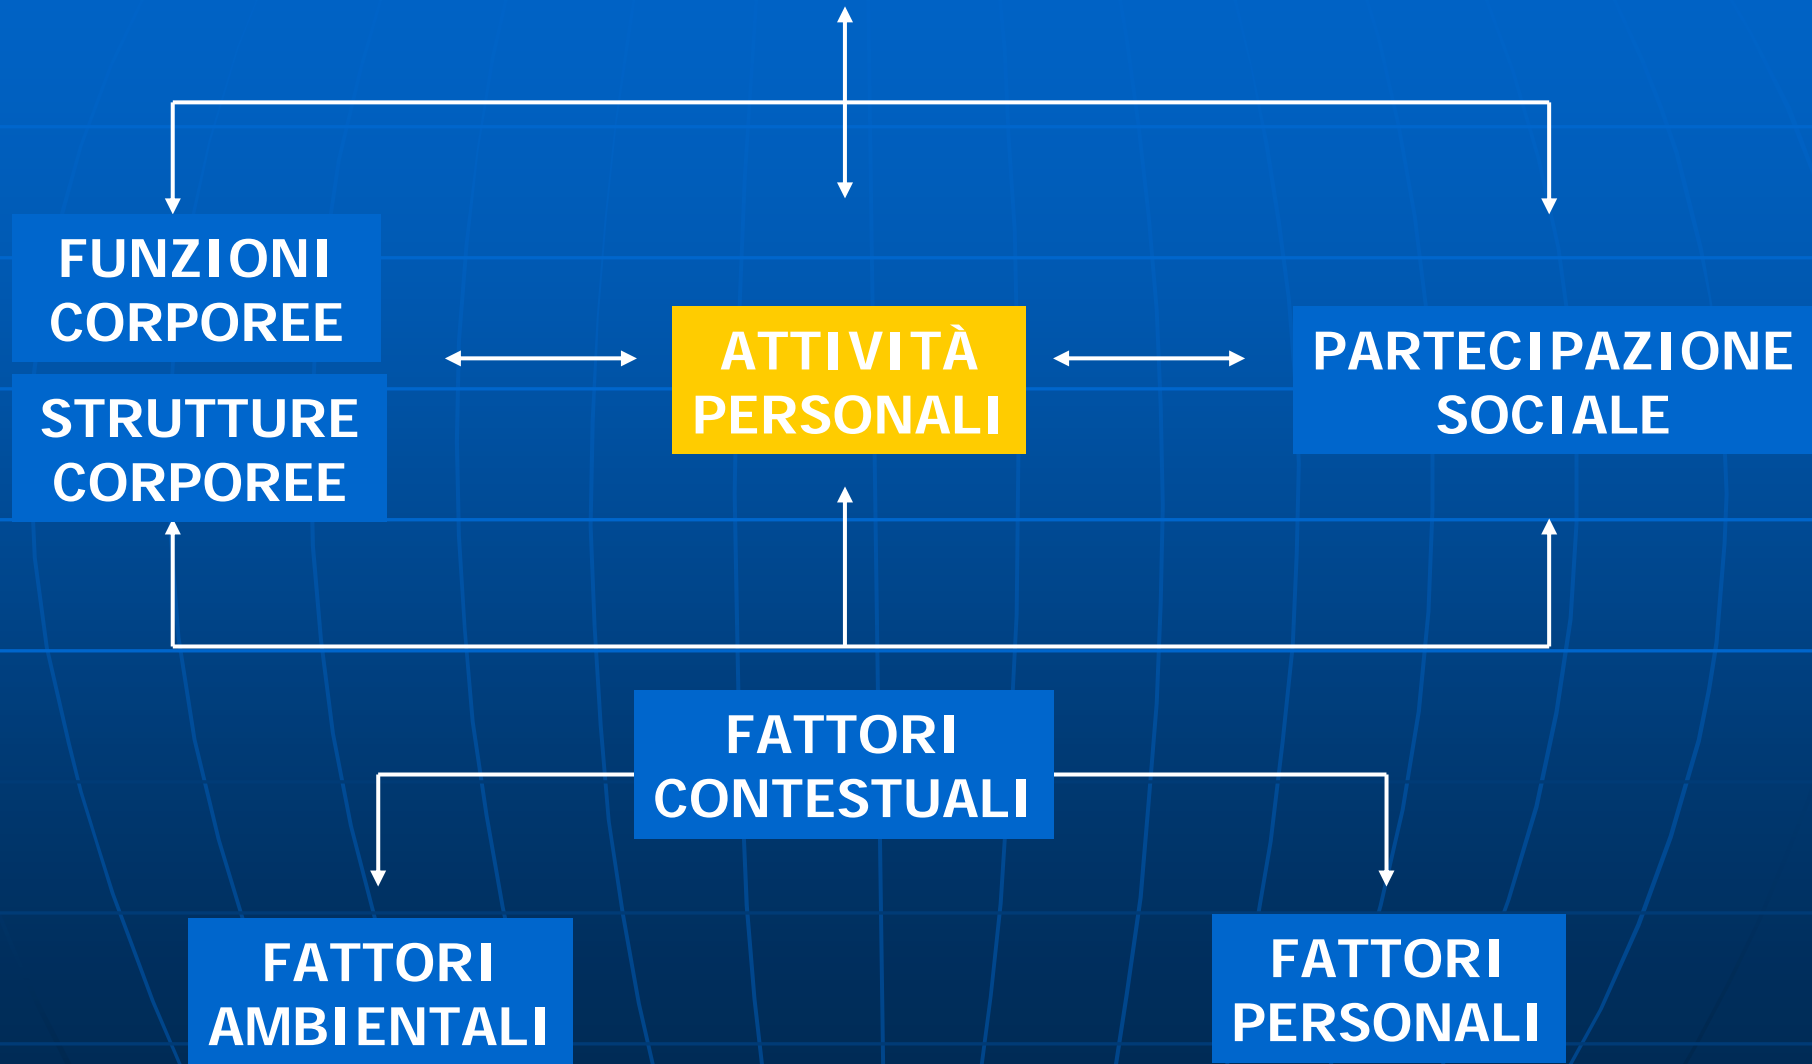 FUNZIONI
CORPOREE
STRUTTURE
CORPOREE
ATTIVITÀ
PERSONALI
PARTECIPAZIONE
SOCIALE
FATTORI
CONTESTUALI
FATTORI
AMBIENTALI
FATTORI
PERSONALI